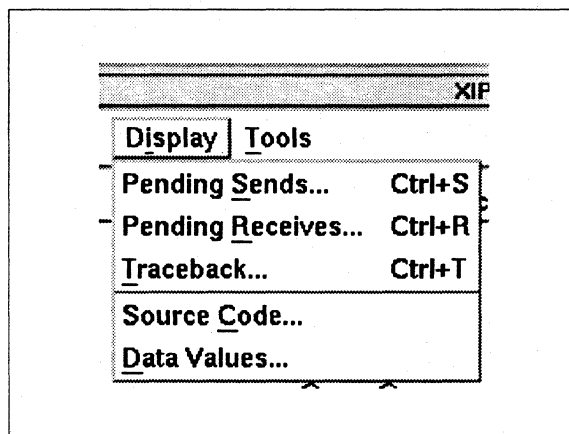 XIP
Display Tools
Pending Sends... Ctrl+S
Pending Receives... Ctrl+R
Traceback... Ctrl+T
Source Code...
Data Values...